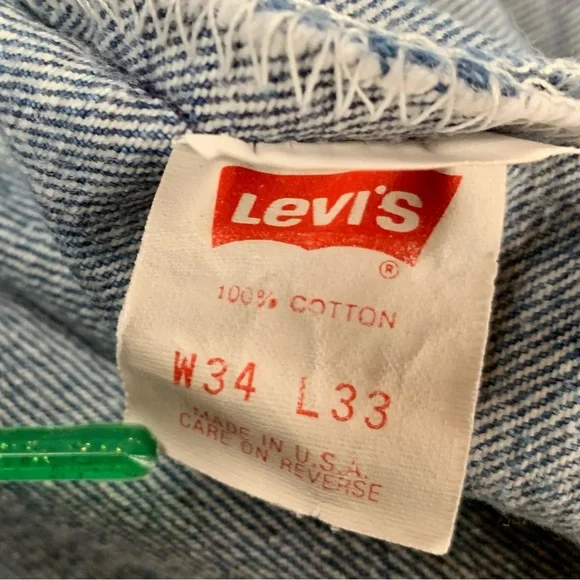 LEVI'S
®
100% COTTON
W34 L33
MADE IN U.S.A.
CARE ON REVERSE